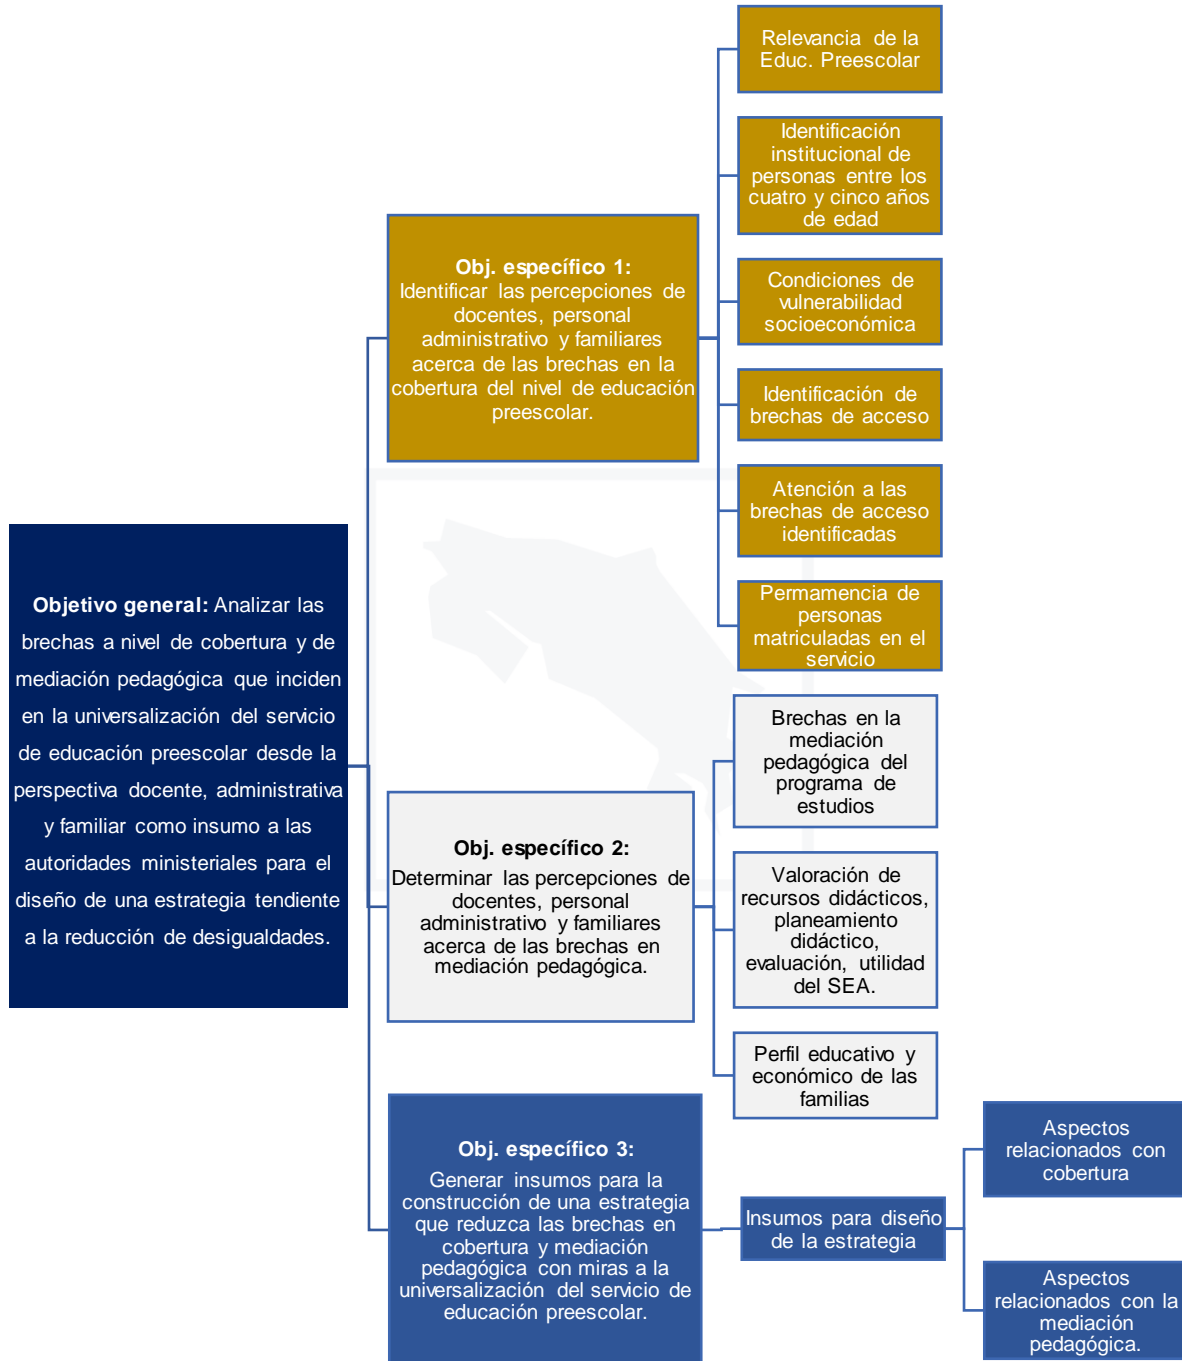 Objetivo general: Analizar las
brechas a nivel de cobertura y de
mediación pedagógica que inciden
en la universalización del servicio
de educación preescolar desde la
perspectiva docente, administrativa
y familiar como insumo a las
autoridades ministeriales para el
diseño de una estrategia tendiente
a la reducción de desigualdades.
Obj. específico 1:
Identificar las percepciones de
docentes, personal
administrativo y familiares
acerca de las brechas en la
cobertura del nivel de educación
preescolar.
Relevancia de la
Educ. Preescolar
Identificación
institucional de
personas entre los
cuatro y cinco años
de edad
Condiciones de
vulnerabilidad
socioeconómica
Identificación de
brechas de acceso
Atención a las
brechas de acceso
identificadas
Permamencia de
personas
matriculadas en el
servicio
Obj. específico 2:
Determinar las percepciones de
docentes, personal
administrativo y familiares
acerca de las brechas en
mediación pedagógica.
Brechas en la
mediación
pedagógica del
programa de
estudios
Valoración de
recursos didácticos,
planeamiento
didáctico,
evaluación, utilidad
del SEA.
Perfil educativo y
económico de las
familias
Obj. específico 3:
Generar insumos para la
construcción de una estrategia
que reduzca las brechas en
cobertura y mediación
pedagógica con miras a la
universalización del servicio de
educación preescolar.
Insumos para diseño
de la estrategia
Aspectos
relacionados con
cobertura
Aspectos
relacionados con la
mediación
pedagógica.